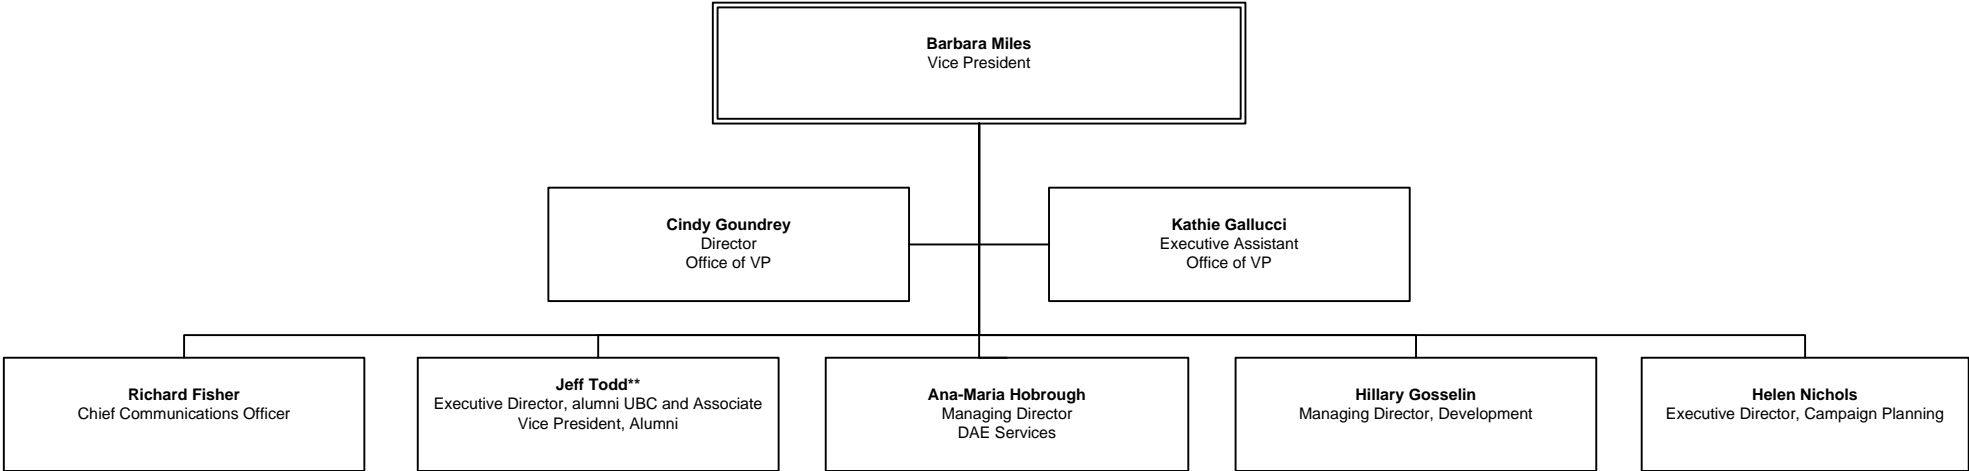 Barbara Miles
Vice President
Cindy Goundrey
Director
Office of VP
Kathie Gallucci
Executive Assistant
Office of VP
Richard Fisher
Chief Communications Officer
Jeff Todd**
Executive Director, alumni UBC and Associate
Vice President, Alumni
Ana-Maria Hobrough
Managing Director
DAE Services
Hillary Gosselin
Managing Director, Development
Helen Nichols
Executive Director, Campaign Planning